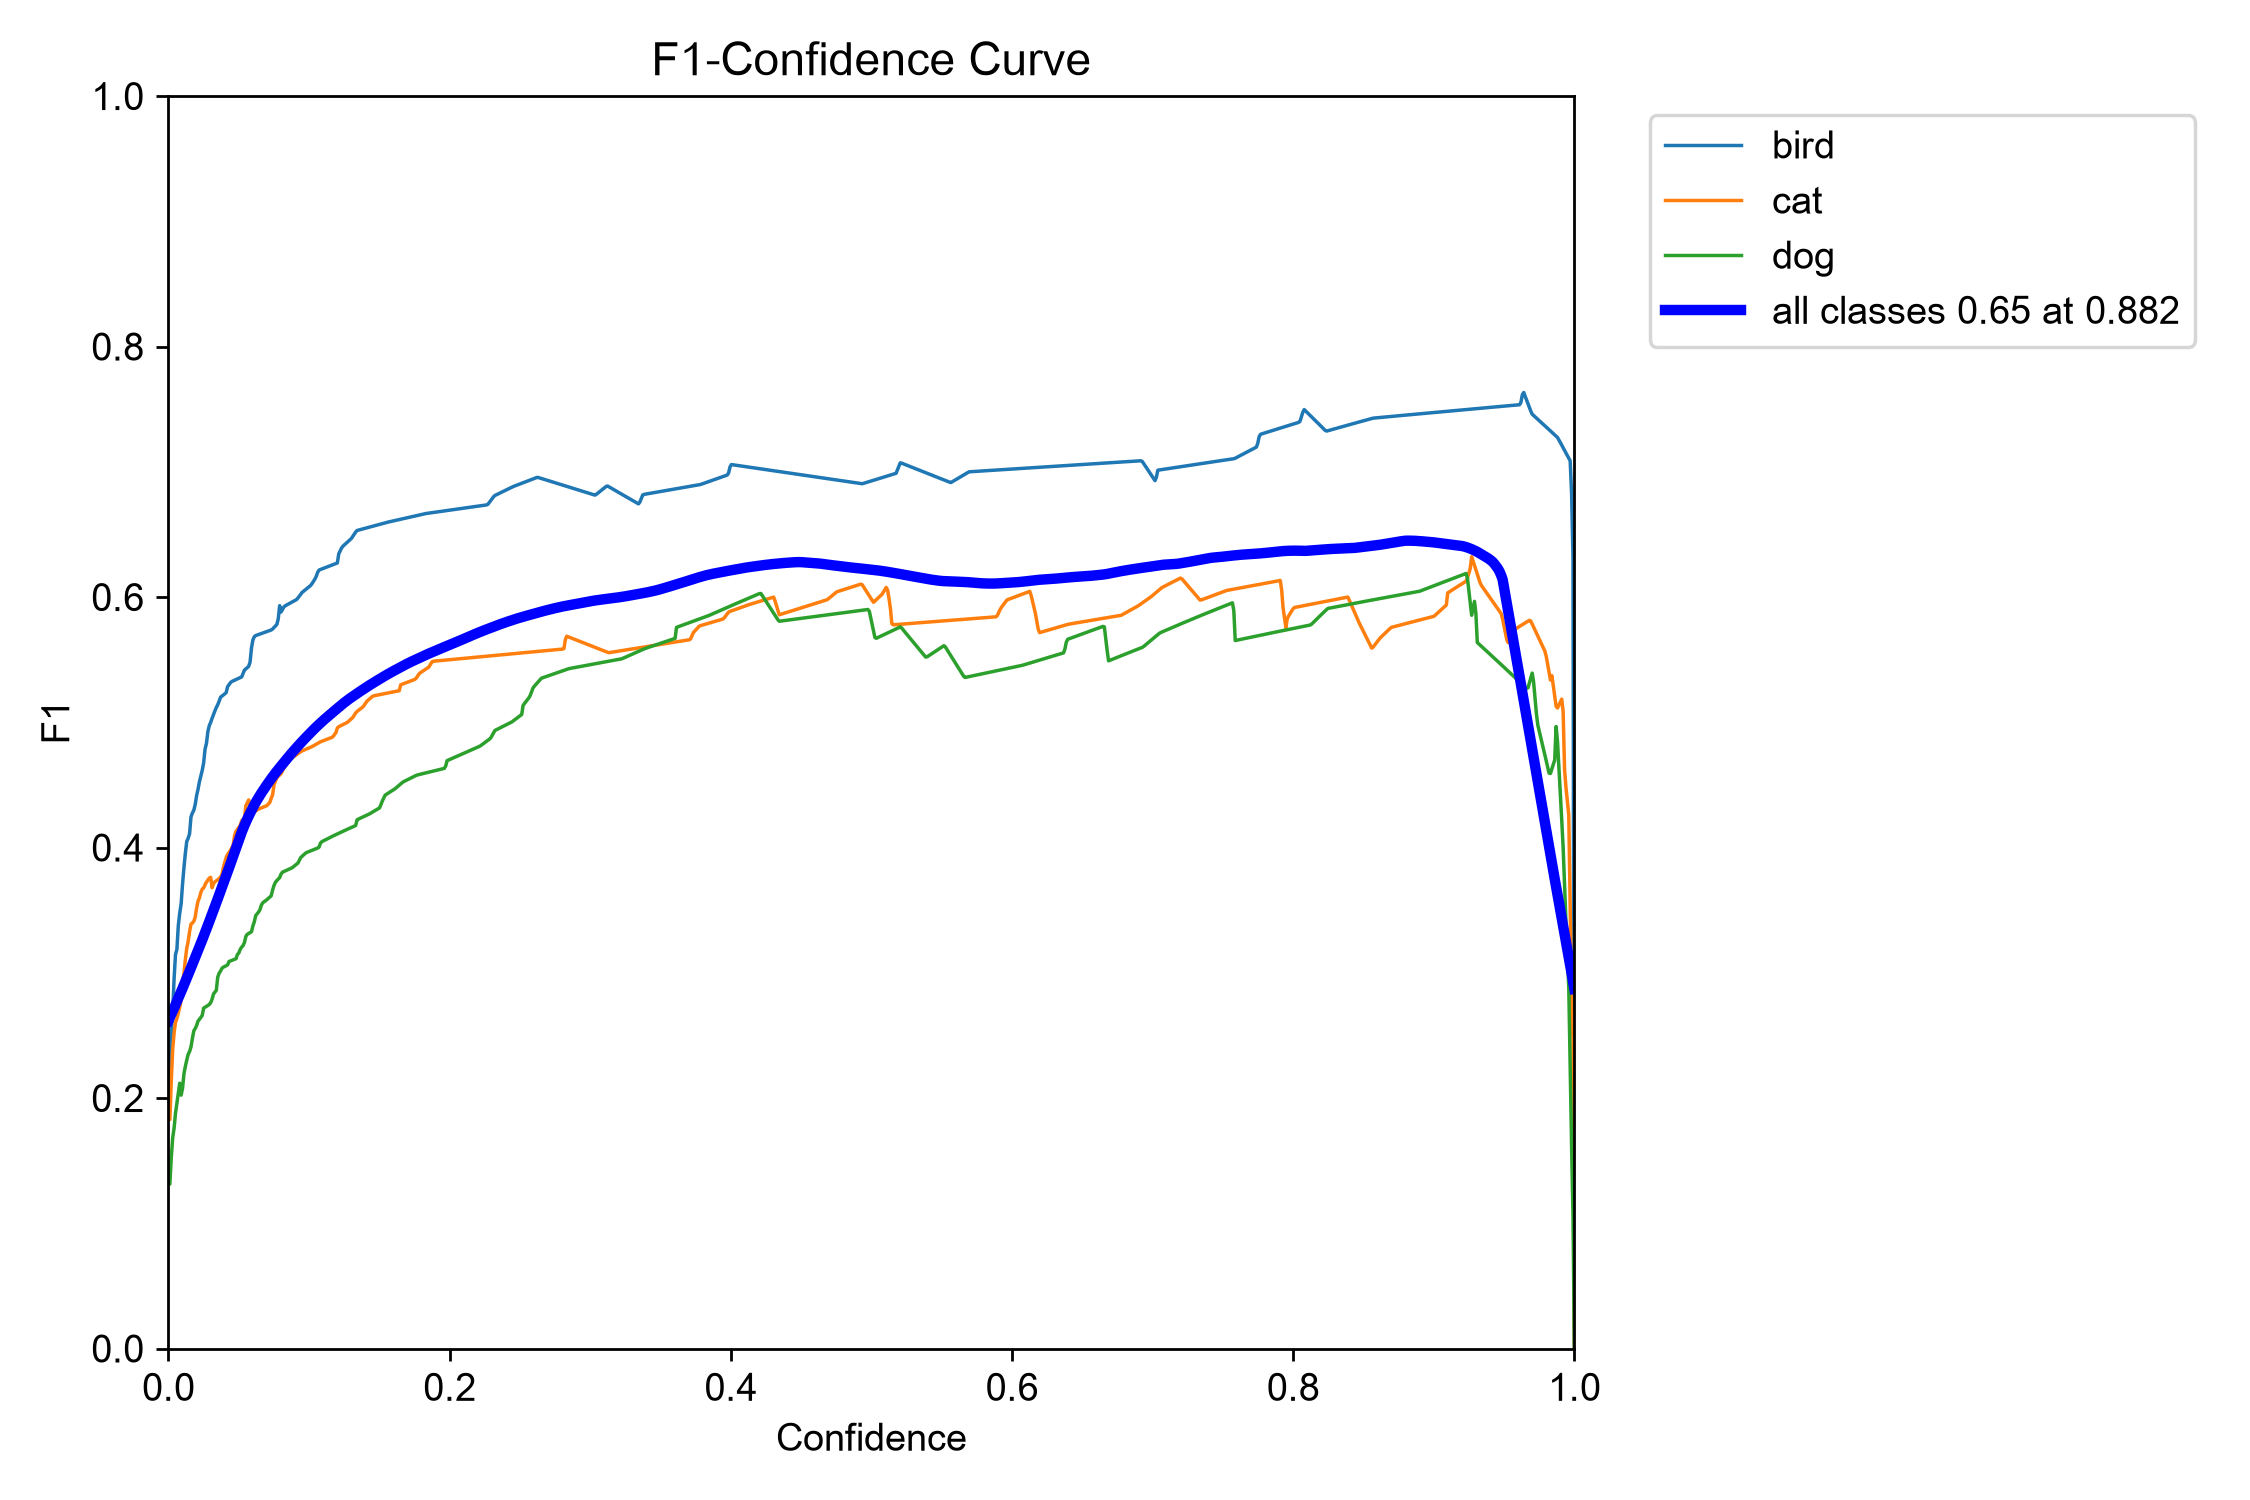 F1-Confidence Curve
1.0
0.8
0.6
0.4
0.2
0.0
F1
0.0 0.2 0.4 0.6 0.8 1.0
Confidence
bird
cat
dog
all classes 0.65 at 0.882